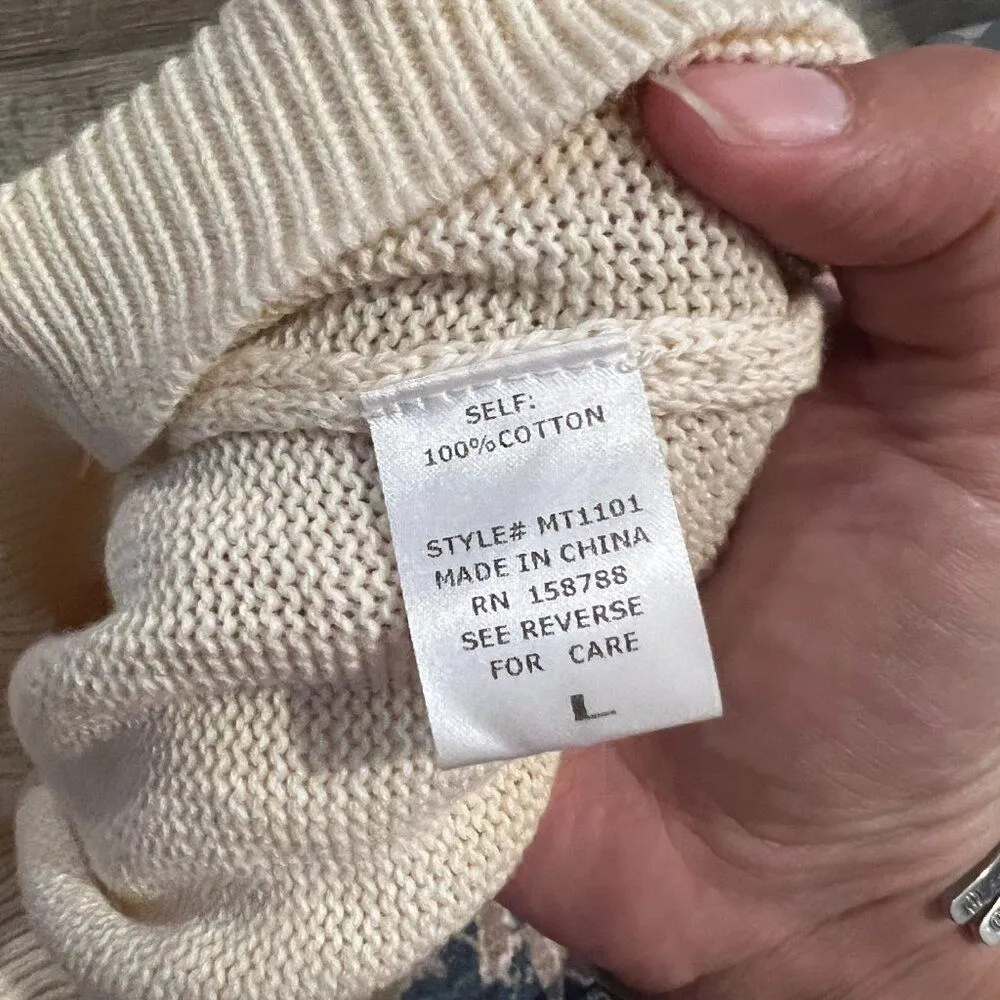 SELF:
100%COTTON
STYLE# MT1101
MADE IN CHINA
RN 158788
SEE REVERSE
FOR CARE
L